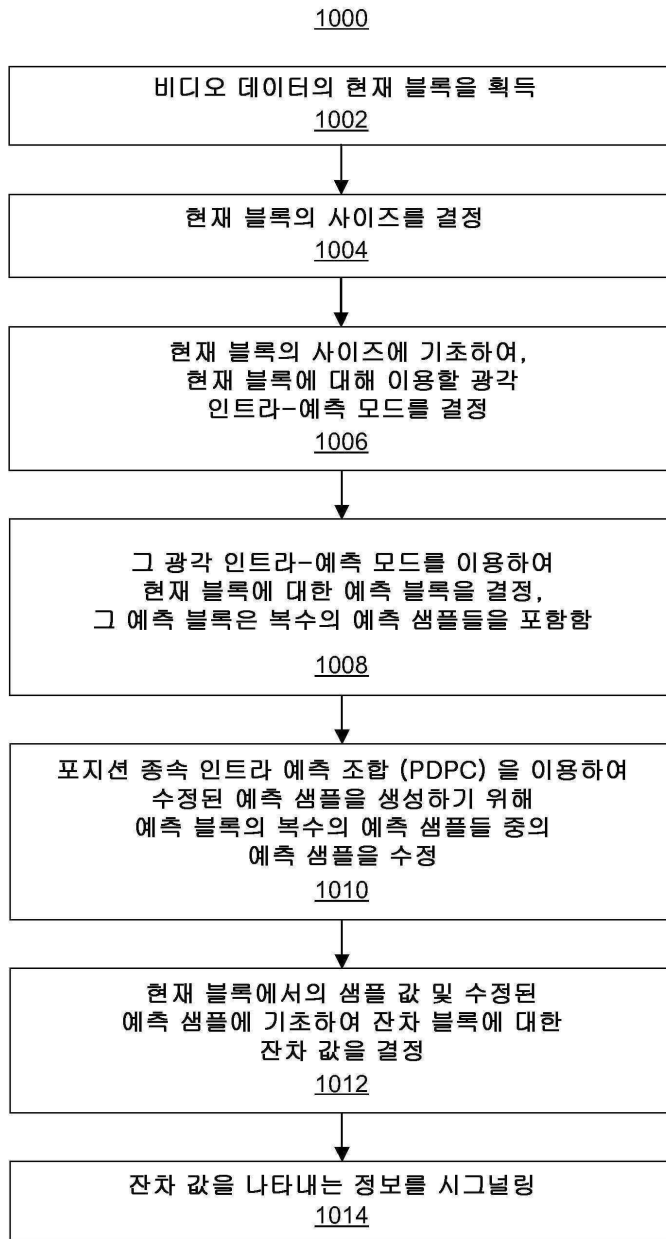 1000
비디오 데이터의 현재 블록을 획득
1002
현재 블록의 사이즈를 결정
1004
현재 블록의 사이즈에 기초하여,
현재 블록에 대해 이용할 광각
인트라-예측 모드를 결정
1006
그 광각 인트라-예측 모드를 이용하여
현재 블록에 대한 예측 블록을 결정,
그 예측 블록은 복수의 예측 샘플들을 포함함
1008
포지션 종속 인트라 예측 조합 (PDPC) 을 이용하여
수정된 예측 샘플을 생성하기 위해
예측 블록의 복수의 예측 샘플들 중의
예측 샘플을 수정
1010
현재 블록에서의 샘플 값 및 수정된
예측 샘플에 기초하여 잔차 블록에 대한
잔차 값을 결정
1012
잔차 값을 나타내는 정보를 시그널링
1014